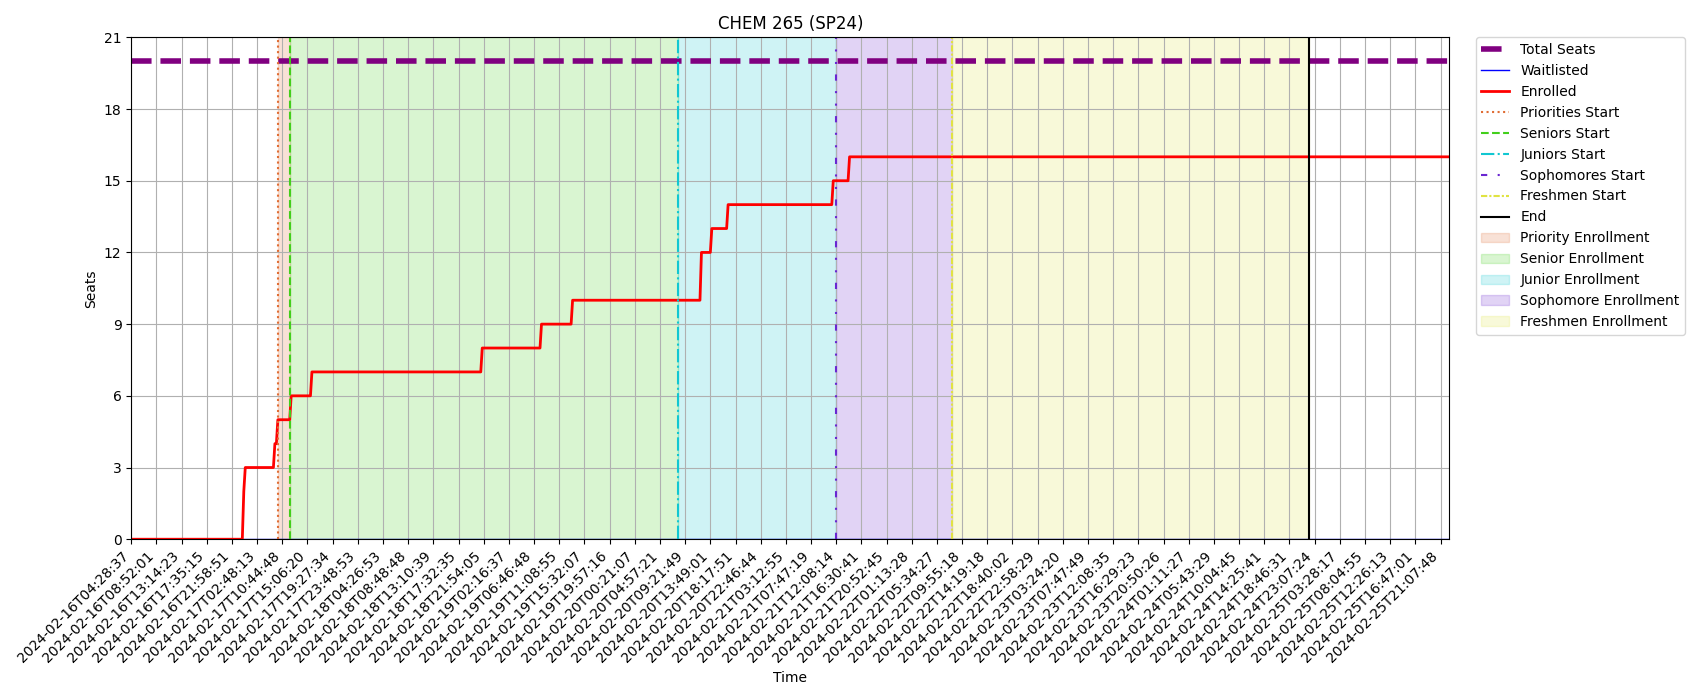 CHEM 265 (SP24)
Seats
21
18
15
12
9
6
3
0
2024-02-16T04:28:37
2024-02-16T08:52:01
2024-02-16T13:14:23
2024-02-16T17:35:15
2024-02-16T21:58:51
2024-02-17T02:48:13
2024-02-17T10:44:48
2024-02-17T15:06:20
2024-02-17T19:27:34
2024-02-17T23:48:53
2024-02-18T04:26:53
2024-02-18T08:48:48
2024-02-18T13:10:39
2024-02-18T17:32:35
2024-02-18T21:54:05
2024-02-19T02:16:37
2024-02-19T06:46:48
2024-02-19T11:08:55
2024-02-19T15:32:07
2024-02-19T19:57:16
2024-02-20T00:21:07
2024-02-20T04:57:21
2024-02-20T09:21:49
2024-02-20T13:49:01
2024-02-20T18:17:51
2024-02-20T22:46:44
2024-02-21T03:12:55
2024-02-21T07:47:19
2024-02-21T12:08:14
2024-02-21T16:30:41
2024-02-21T20:52:45
2024-02-22T01:13:28
2024-02-22T05:34:27
2024-02-22T09:55:18
2024-02-22T14:19:18
2024-02-22T18:40:02
2024-02-22T22:58:29
2024-02-23T03:24:20
2024-02-23T07:47:49
2024-02-23T12:08:35
2024-02-23T16:29:23
2024-02-23T20:50:26
2024-02-24T01:11:27
2024-02-24T05:43:29
2024-02-24T10:04:45
2024-02-24T14:25:41
2024-02-24T18:46:31
2024-02-24T23:07:24
2024-02-25T03:28:17
2024-02-25T08:04:55
2024-02-25T12:26:13
2024-02-25T16:47:01
2024-02-25T21:07:48
Time
Total Seats
Waitlisted
Enrolled
Priorities Start
Seniors Start
Juniors Start
Sophomores Start
Freshmen Start
End
Priority Enrollment
Senior Enrollment
Junior Enrollment
Sophomore Enrollment
Freshmen Enrollment